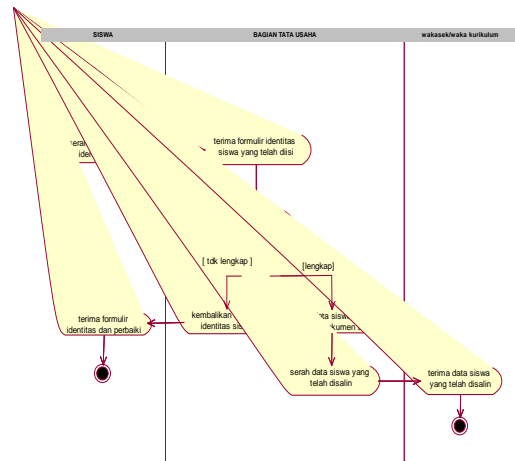 SISWA
BAGIAN TATA USAHA
wakasek/waka kurikulum
terima formulir identitas
siswa yang telah diisi
[ tdk lengkap ]
[lengkap]
kembalikan
identitas
terima formulir
identitas dan perbaiki
serah data siswa yang
telah disalin
terima data siswa
yang telah disalin